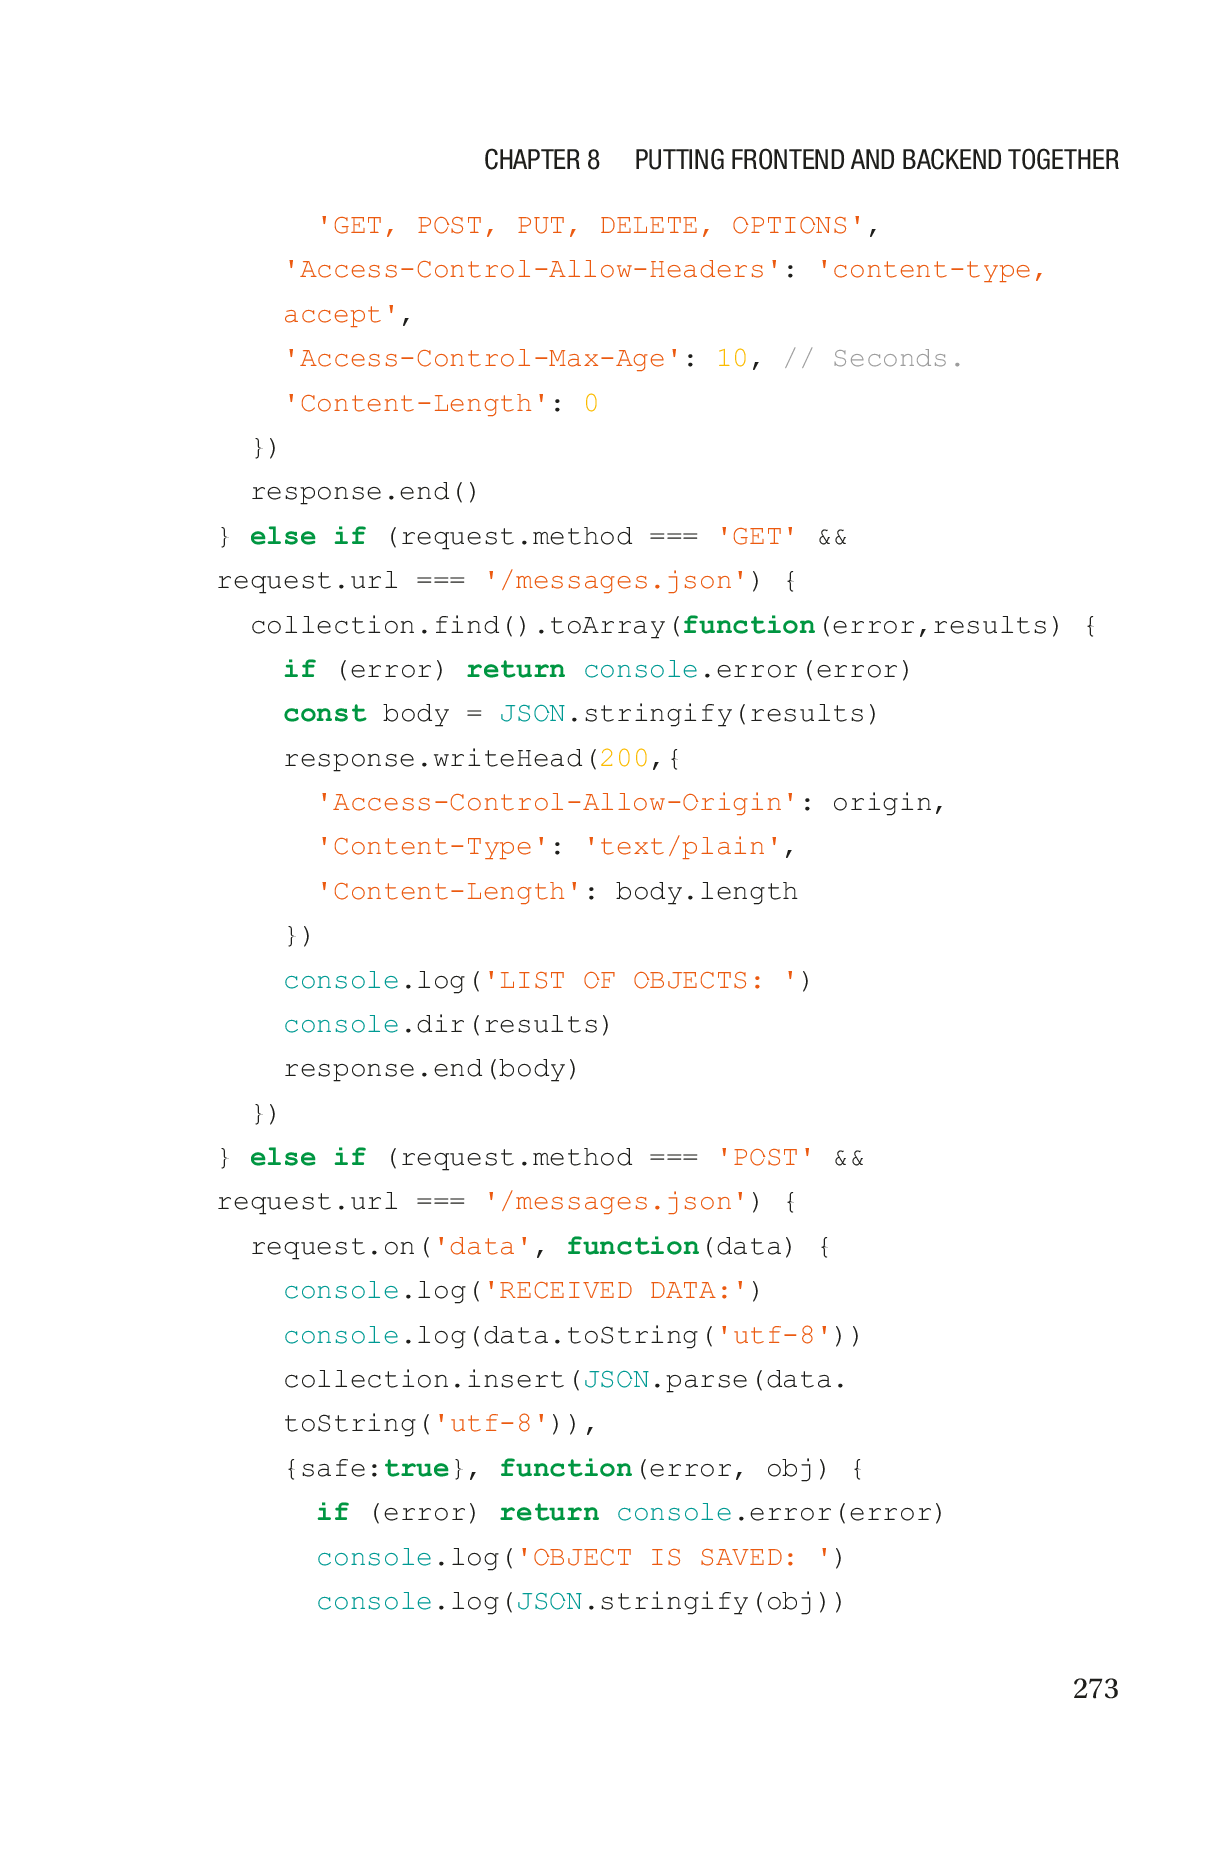 CHAPTER 8 PUTTING FRONTEND AND BACKEND TOGETHER
'GET, POST, PUT, DELETE, OPTIONS',
'Access-Control-Allow-Headers': 'content-type,
accept',
'Access-Control-Max-Age': 10, // Seconds.
'Content-Length': 0
})
response.end()
} else if (request.method === 'GET' &&
request.url === '/messages.json') {
collection.find().toArray(function(error,results) {
if (error) return console.error(error)
const body = JSON.stringify(results)
response.writeHead(200,{
'Access-Control-Allow-Origin': origin,
'Content-Type': 'text/plain',
'Content-Length': body.length
})
console.log('LIST OF OBJECTS: ')
console.dir(results)
response.end(body)
})
} else if (request.method === 'POST' &&
request.url === '/messages.json') {
request.on('data', function(data) {
console.log('RECEIVED DATA:')
console.log(data.toString('utf-8'))
collection.insert(JSON.parse(data.
toString('utf-8')),
{safe:true}, function(error, obj) {
if (error) return console.error(error)
console.log('OBJECT IS SAVED: ')
console.log(JSON.stringify(obj))
273